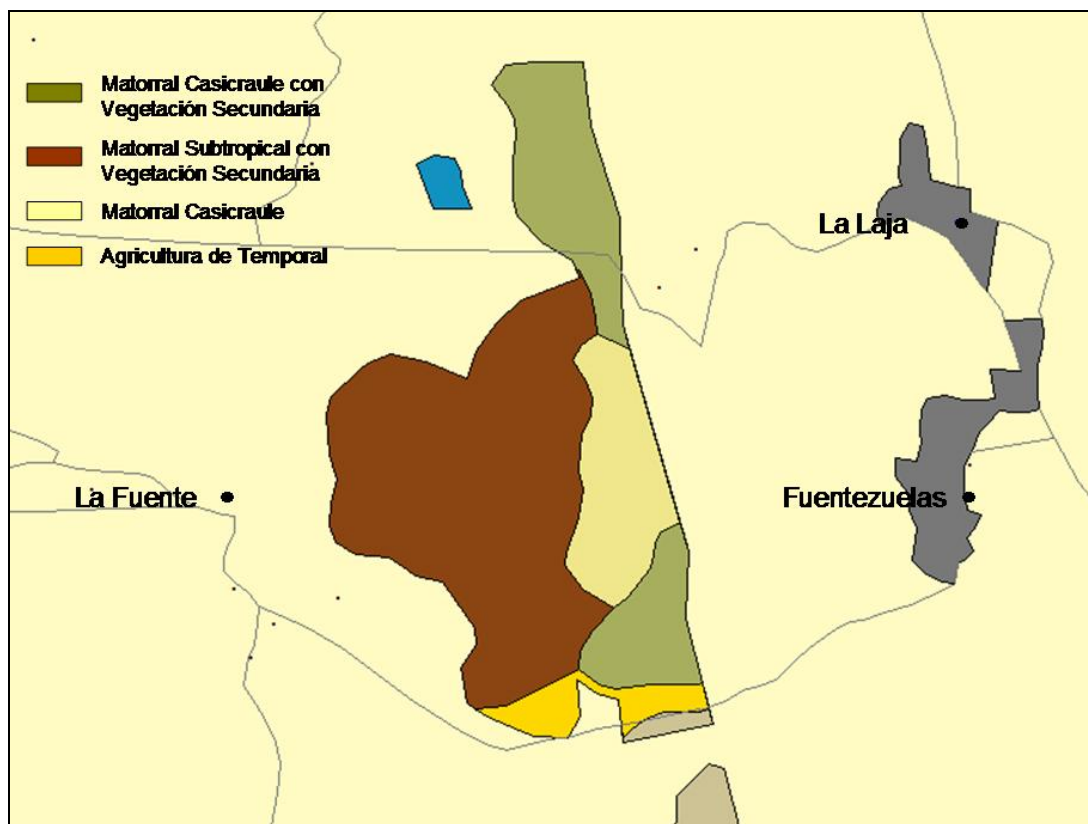 Matorral Casicraule con
Vegetación Secundaria
Matorral Subtropical con
Vegetación Secundaria
Matorral Casicraule
Agricultura de Temporal
La Laja
La Fuente
Fuentezuelas